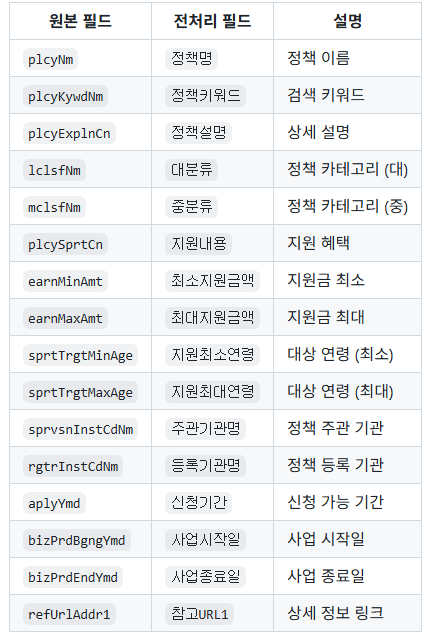 원본 필드 전처리 필드 설명
plcyNm 정책명 정책 이름
plcyKywdNm 정책키워드 검색 키워드
plcyExplnCn 정책설명 상세 설명
lclsfNm 대분류 정책 카테고리 (대)
mclsfNm 중분류 정책 카테고리 (중)
plcySprtCn 지원내용 지원 혜택
earnMinAmt 최소지원금액 지원금 최소
earnMaxAmt 최대지원금액 지원금 최대
sprtTrgtMinAge 지원최소연령 대상 연령 (최소)
sprtTrgtMaxAge 지원최대연령 대상 연령 (최대)
sprvsnInstCdNm 주관기관명 정책 주관 기관
rgtrInstCdNm 등록기관명 정책 등록 기관
aplyYmd 신청기간 신청 가능 기간
bizPrdBgngYmd 사업시작일 사업 시작일
bizPrdEndYmd 사업종료일 사업 종료일
refUrlAddr1 참고URL1 상세 정보 링크